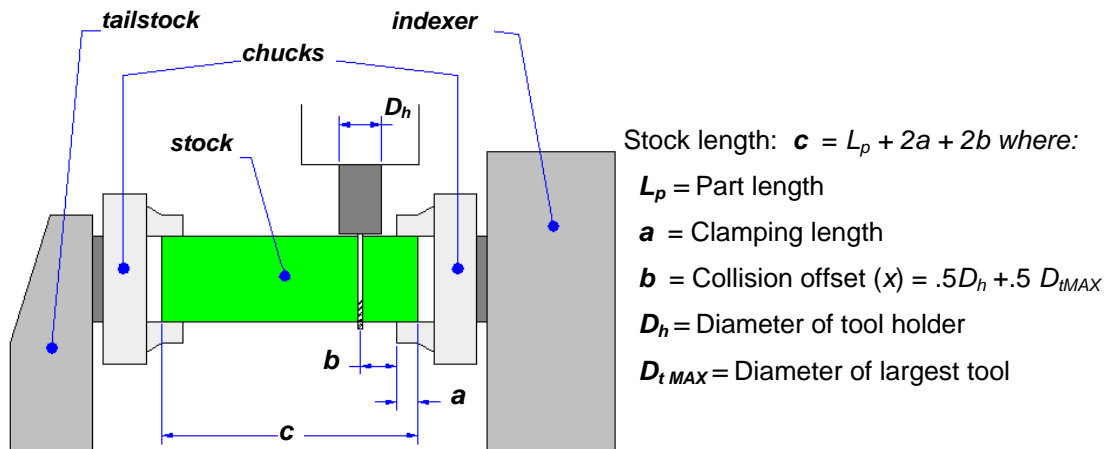 tailstock
indexer
chucks
Dh
stock
Stock length: c = Lp + 2a + 2b where:
Lp = Part length
a = Clamping length
b = Collision offset (x) = .5Dh +.5 DtMAX
Dh = Diameter of tool holder
Dt MAX = Diameter of largest tool
b
a
c